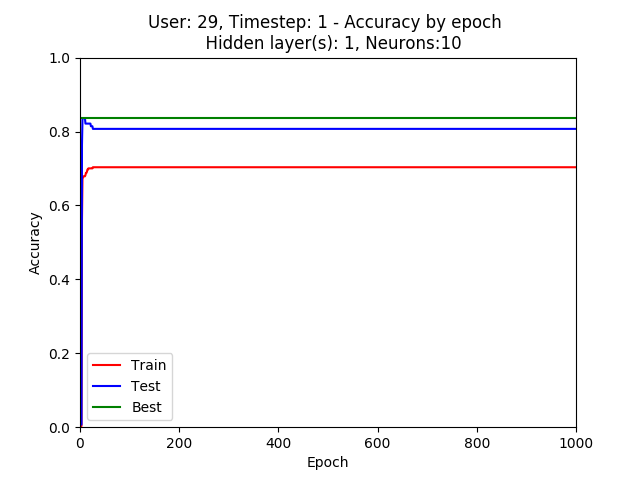 User: 29, Timestep: 1 - Accuracy by epoch
Hidden layer(s): 1, Neurons:10
1.0
0.8
0.6
0.4
0.2
0.0
Accuracy
Train
Test
Best
0 200 400 600 800 1000
Epoch